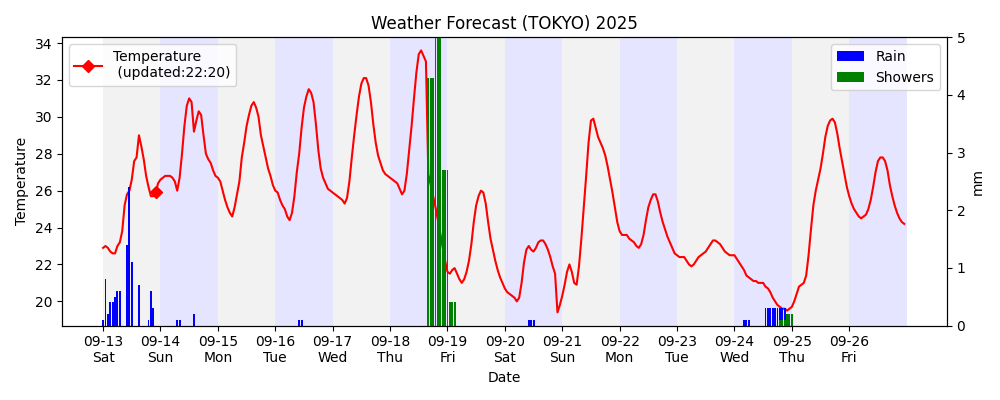 Weather Forecast (TOKYO) 2025
Temperature
(updated:22:20)
Rain
Showers
Temperature
34
32
30
28
26
24
22
20
5
4
3
2
1
0
mm
09-13 09-14 09-15 09-16 09-17 09-18 09-19 09-20 09-21 09-22 09-23 09-24 09-25 09-26
Sat Sun Mon Tue Wed Thu Fri Sat Sun Mon Tue Wed Thu Fri
Date